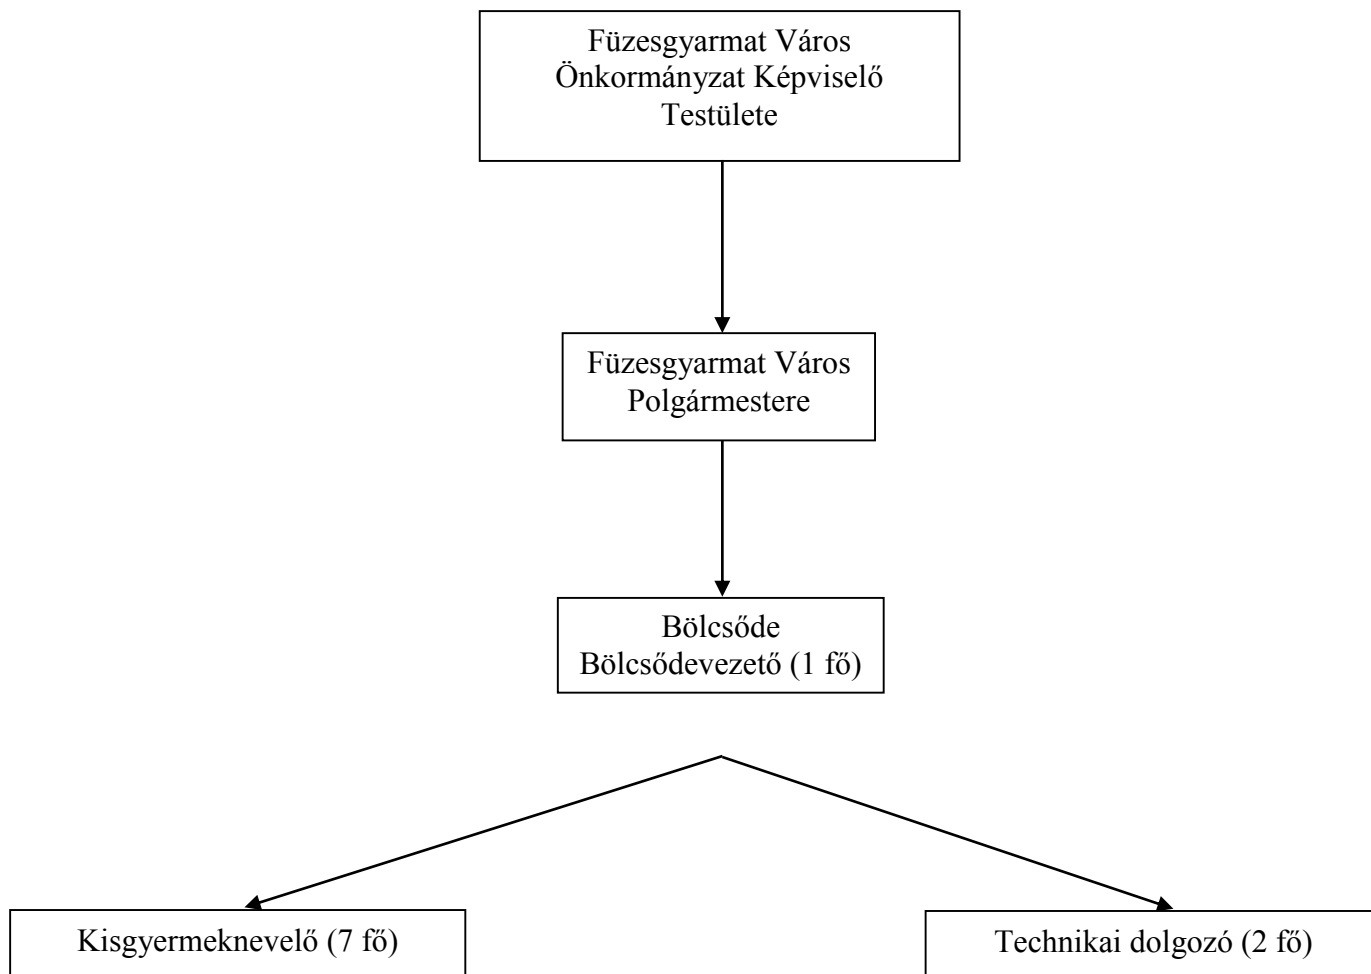 Füzesgyarmat Város
Önkormányzat Képviselő
Testülete
Füzesgyarmat Város
Polgármestere
Bölcsőde
Bölcsődevezető (1 fő)
Kisgyermeknevelő (7 fő)
Technikai dolgozó (2 fő)